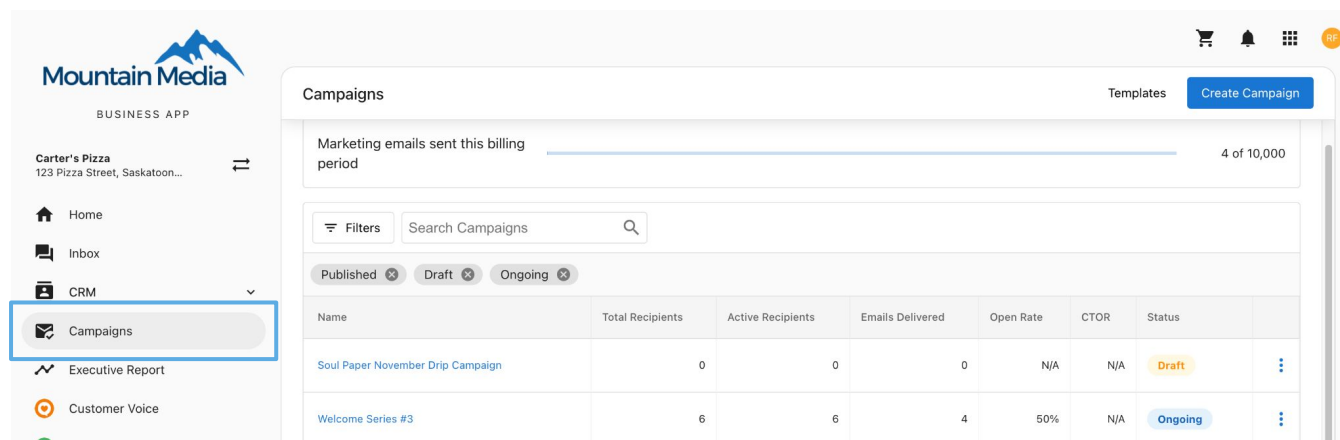 Mountain Media
BUSINESS APP
Carter's Pizza
123 Pizza Street, Saskatoon...
Home
Inbox
CRM
Campaigns
Executive Report
Customer Voice
RF
Campaigns
Templates
Create Campaign
Marketing emails sent this billing
period
4 of 10,000
Filters
Search Campaigns
Published
Draft
Ongoing
Name Total Recipients Active Recipients Emails Delivered Open Rate CTOR Status
Soul Paper November Drip Campaign 0 0 0 N/A N/A Draft
Welcome Series #3 6 6 4 50% N/A Ongoing